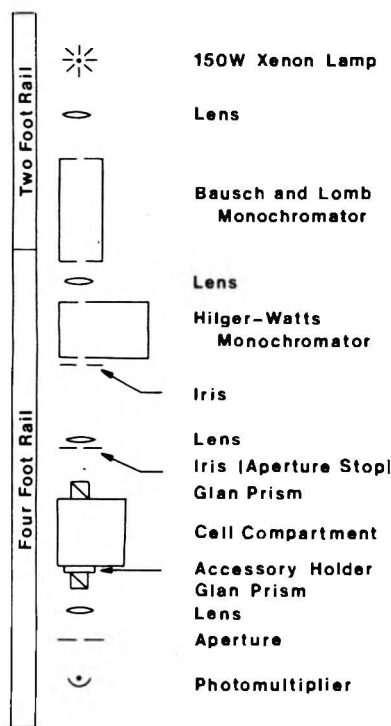 Two Foot Rail
Four Foot Rail
150W Xenon Lamp
Lens
Bausch and Lomb
Monochromator
Lens
Hilger-Watts
Monochromator
Iris
Lens
Iris (Aperture Stop)
Glan Prism
Cell Compartment
Accessory Holder
Glan Prism
Lens
Aperture
Photomultiplier